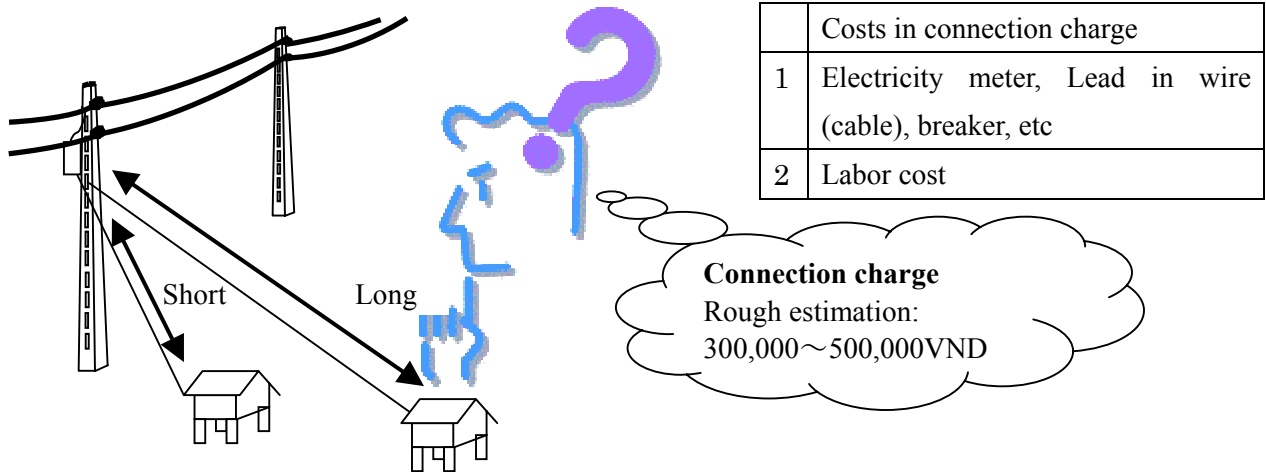 Costs in connection charge
1 Electricity meter, Lead in wire
(cable), breaker, etc
2 Labor cost
Short
Long
Connection charge
Rough estimation:
300,000～500,000VND